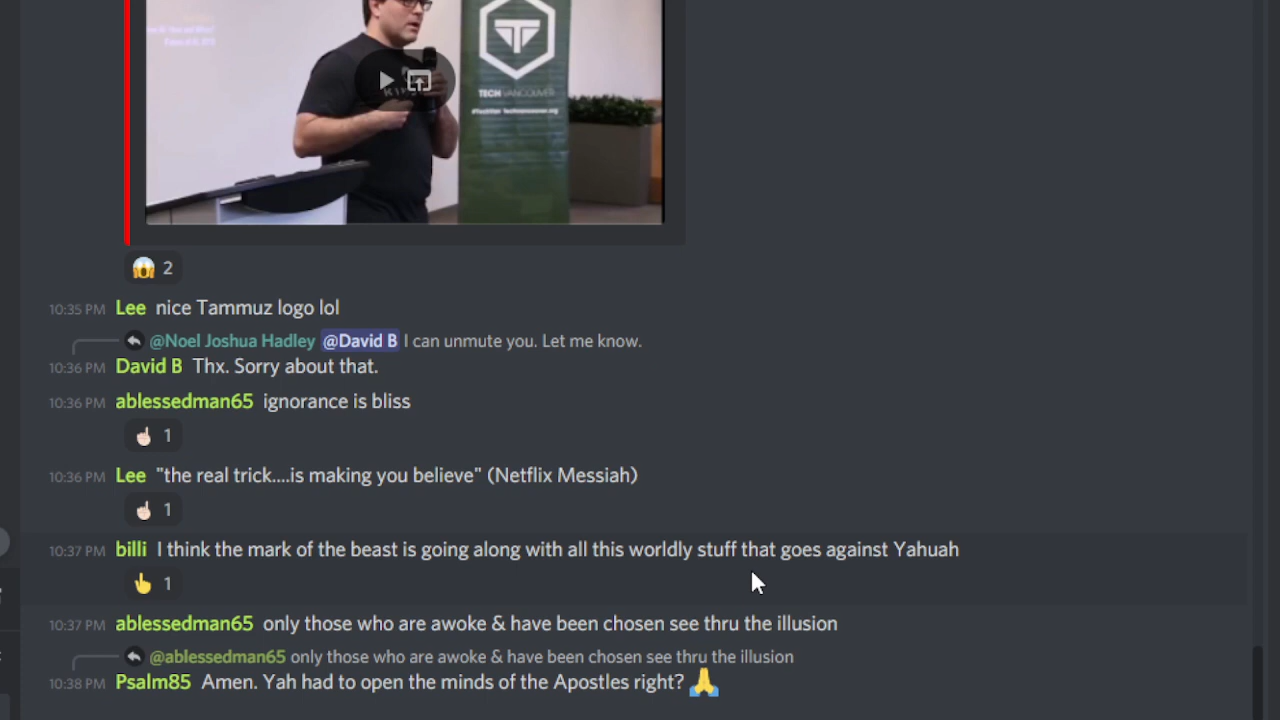 TECH VANCOUVER
2
10:35 PM Lee nice Tammuz logo lol
@Noel Joshua Hadley @David B I can unmute you. Let me know.
10:36 PM David B Thx. Sorry about that.
10:36 PM ablessedman65 ignorance is bliss
1
10:36 PM Lee "the real trick....is making you believe" (Netflix Messiah)
1
10:37 PM billi I think the mark of the beast is going along with all this worldly stuff that goes against Yahuah
1
10:37 PM ablessedman65 only those who are awoke & have been chosen see thru the illusion
@ablessedman65 only those who are awoke & have been chosen see thru the illusion
10:38 PM Psalm85 Amen. Yah had to open the minds of the Apostles right? 🙏